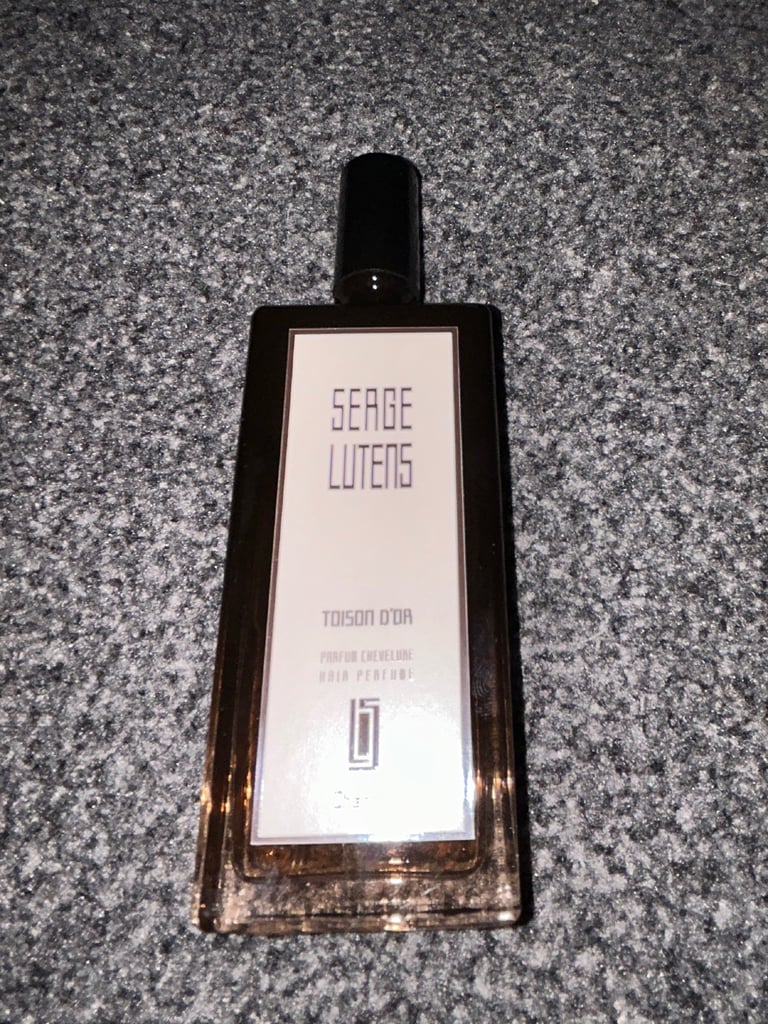 SERGE
LUTENS
TOISON D'OR
PARFUM CHEVELURE
HAIR PERFUME